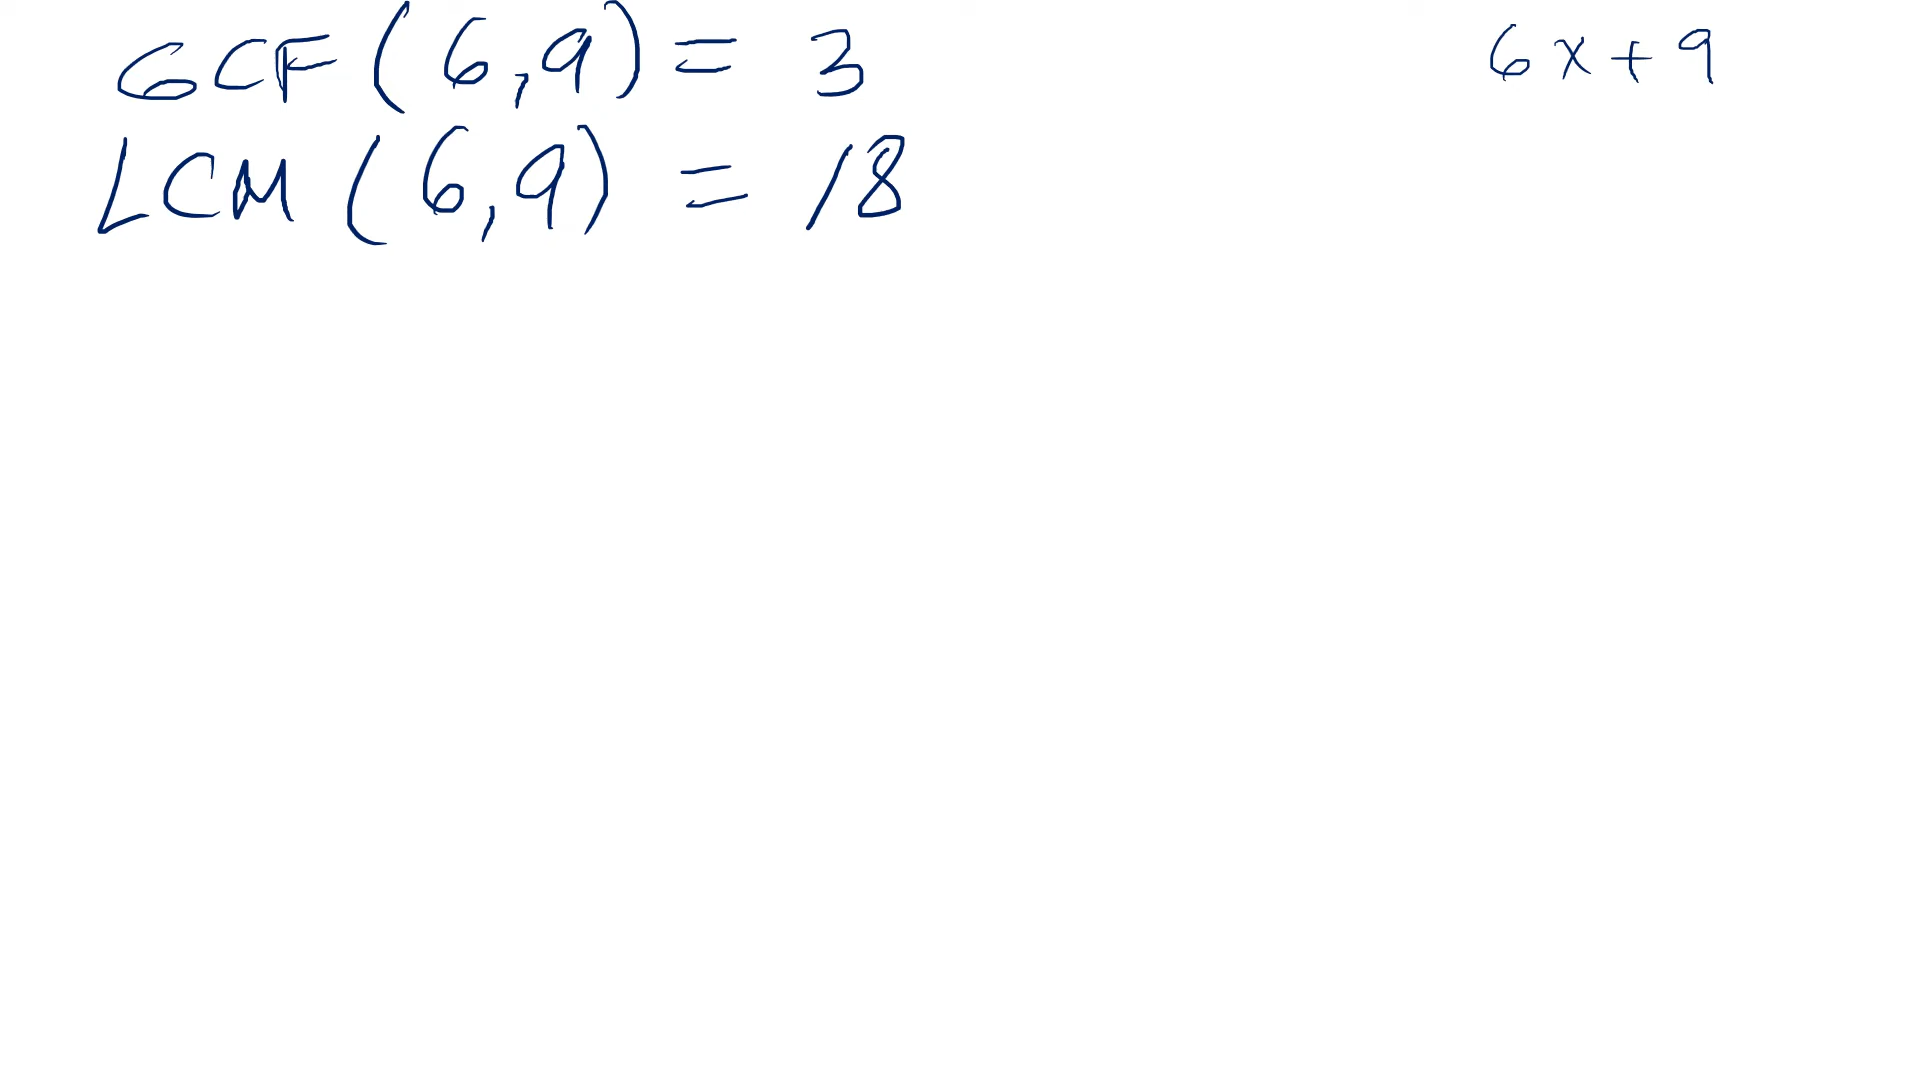 GCF(6,9) = 3
6x+9
LCM(6,9) = 18